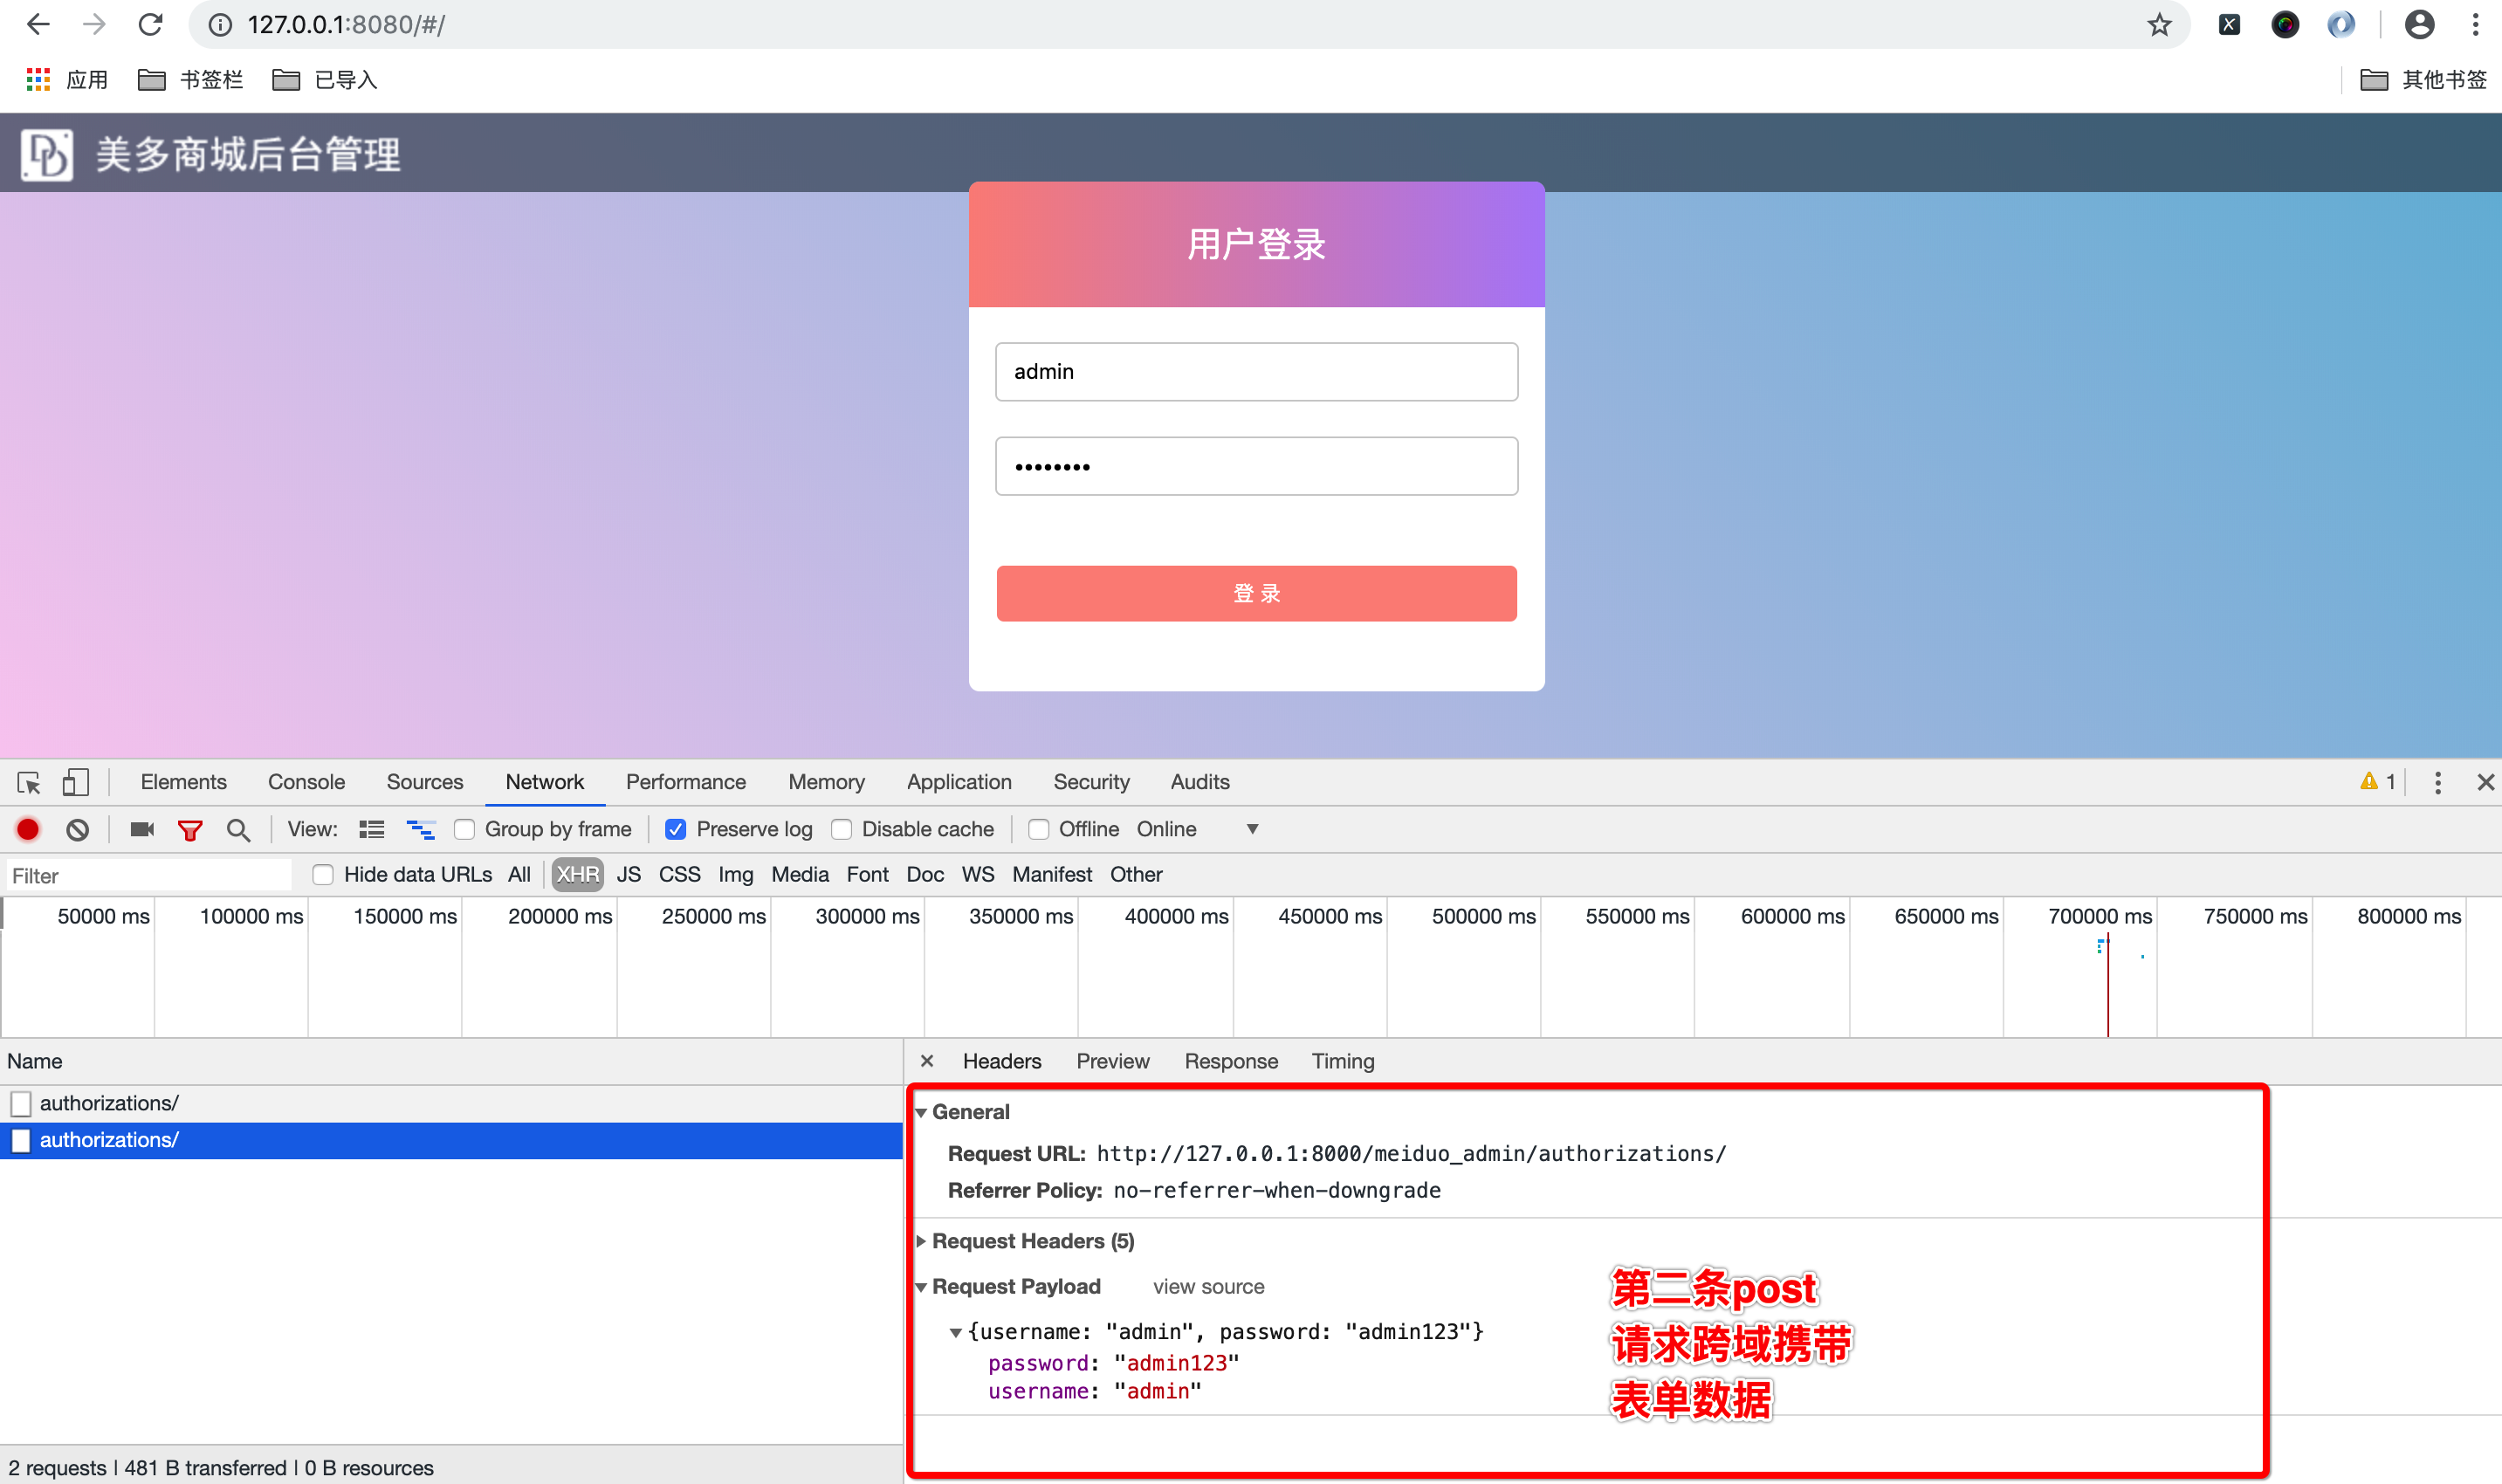 127.0.0.1:8080/#/
应用 书签栏 已导入 其他书签
美多商城后台管理
用户登录
admin
••••••••
登 录
Elements Console Sources Network Performance Memory Application Security Audits 1
View: Group by frame Preserve log Disable cache Offline Online
Filter Hide data URLs All XHR JS CSS Img Media Font Doc WS Manifest Other
50000 ms 100000 ms 150000 ms 200000 ms 250000 ms 300000 ms 350000 ms 400000 ms 450000 ms 500000 ms 550000 ms 600000 ms 650000 ms 700000 ms 750000 ms 800000 ms
Name
Headers Preview Response Timing
authorizations/
authorizations/
General
Request URL: http://127.0.0.1:8000/meiduo_admin/authorizations/
Referrer Policy: no-referrer-when-downgrade
Request Headers (5)
Request Payload view source
{username: "admin", password: "admin123"}
password: "admin123"
username: "admin"
第二条post
请求跨域携带
表单数据
2 requests | 481 B transferred | 0 B resources